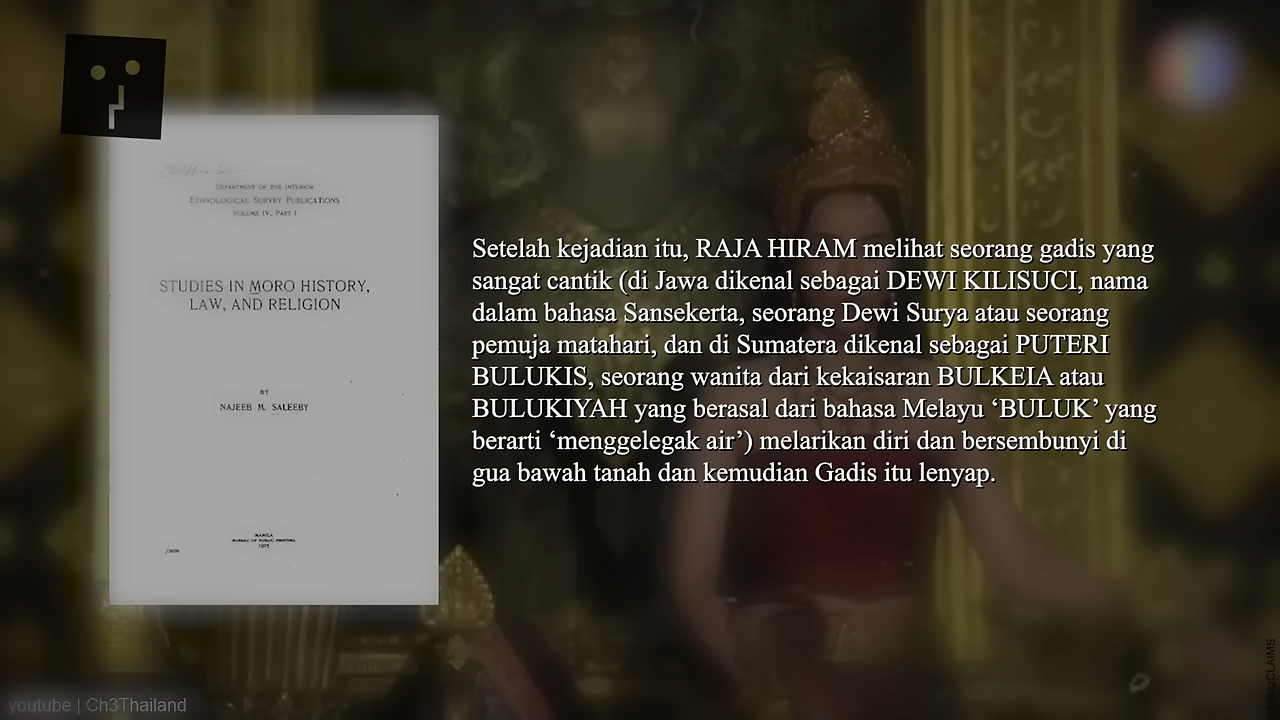 DEPARTMENT OF THE INTERIOR
ETHNOLOGICAL SURVEY PUBLICATIONS
VOLUME IV, PART I
STUDIES IN MORO HISTORY,
LAW, AND RELIGION
BY
NAJEEB M. SALEEBY
MANILA
BUREAU OF PUBLIC PRINTING
1905
Setelah kejadian itu, RAJA HIRAM melihat seorang gadis yang
sangat cantik (di Jawa dikenal sebagai DEWI KILISUCI, nama
dalam bahasa Sansekerta, seorang Dewi Surya atau seorang
pemuja matahari, dan di Sumatera dikenal sebagai PUTERI
BULUKIS, seorang wanita dari kekaisaran BULKEIA atau
BULUKIYAH yang berasal dari bahasa Melayu ‘BULUK’ yang
berarti ‘menggelegak air’) melarikan diri dan bersembunyi di
gua bawah tanah dan kemudian Gadis itu lenyap.
youtube | Ch3Thailand